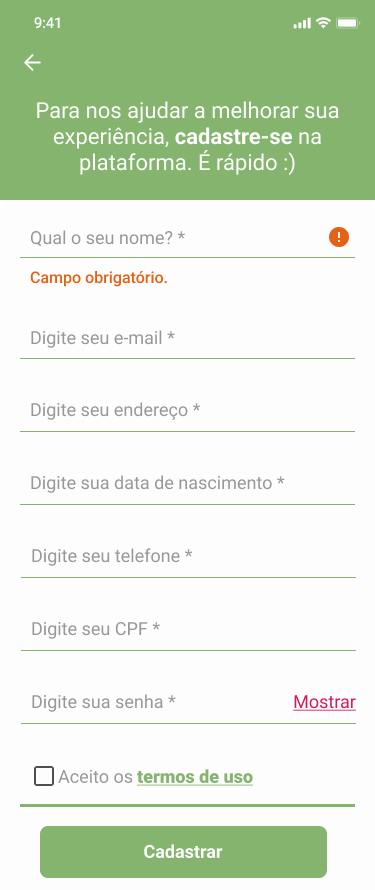 9:41
Para nos ajudar a melhorar sua
experiência, cadastre-se na
plataforma. É rápido :)
Qual o seu nome? *
Campo obrigatório.
Digite seu e-mail *
Digite seu endereço *
Digite sua data de nascimento *
Digite seu telefone *
Digite seu CPF *
Digite sua senha * Mostrar
Aceito os termos de uso
Cadastrar